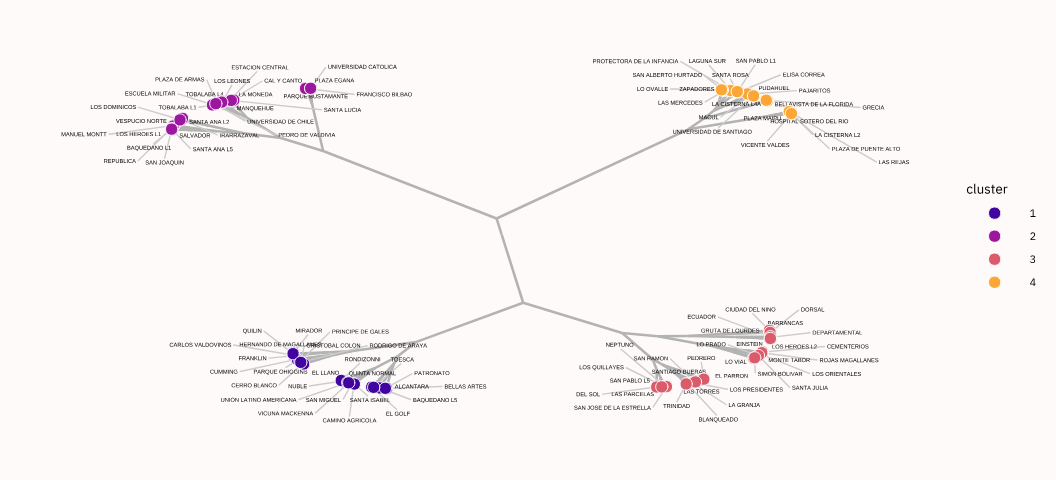 ESTACION CENTRAL
UNIVERSIDAD CATOLICA
PLAZA DE ARMAS
LOS LEONES
CAL Y CANTO
PLAZA EGANA
ESCUELA MILITAR
TOBALABA L4
LA MONEDA
PARQUE BUSTAMANTE
FRANCISCO BILBAO
LOS DOMINICOS
TOBALABA L1
MANQUEHUE
SANTA LUCIA
VESPUCIO NORTE
SANTA ANA L2
UNIVERSIDAD DE CHILE
MANUEL MONTT
LOS HEROES L1
SALVADOR
IRARRAZAVAL
PEDRO DE VALDIVIA
BAQUEDANO L1
SANTA ANA L5
REPUBLICA
SAN JOAQUIN
PROTECTORA DE LA INFANCIA
LAGUNA SUR
SAN PABLO L1
SAN ALBERTO HURTADO
SANTA ROSA
ELISA CORREA
LO OVALLE
ZAPADORES
PUDAHUEL
PAJARITOS
LAS MERCEDES
LA CISTERNA L4A
BELLAVISTA DE LA FLORIDA
GRECIA
MACUL
PLAZA MAIPU
HOSPITAL SOTERO DEL RIO
UNIVERSIDAD DE SANTIAGO
LA CISTERNA L2
VICENTE VALDES
PLAZA DE PUENTE ALTO
LAS REJAS
cluster
1
2
3
4
QUILIN
MIRADOR
PRINCIPE DE GALES
CARLOS VALDOVINOS
HERNANDO DE MAGALLANES
CRISTOBAL COLON
RODRIGO DE ARAYA
FRANKLIN
RONDIZONNI
TOESCA
CUMMING
PARQUE OHIGGINS
EL LLANO
QUINTA NORMAL
PATRONATO
CERRO BLANCO
NUBLE
ALCANTARA
BELLAS ARTES
UNION LATINO AMERICANA
SAN MIGUEL
SANTA ISABEL
BAQUEDANO L5
VICUNA MACKENNA
EL GOLF
CAMINO AGRICOLA
CIUDAD DEL NINO
DORSAL
ECUADOR
BARRANCAS
GRUTA DE LOURDES
DEPARTAMENTAL
NEPTUNO
LO PRADO
EINSTEIN
LOS HEROES L2
CEMENTERIOS
SAN RAMON
PEDRERO
LO VIAL
MONTE TABOR
ROJAS MAGALLANES
LOS QUILLAYES
SANTIAGO BUERAS
EL PARRON
SIMON BOLIVAR
LOS ORIENTALES
SAN PABLO L5
SANTA JULIA
DEL SOL
LAS PARCELAS
LAS TORRES
LOS PRESIDENTES
SAN JOSE DE LA ESTRELLA
TRINIDAD
LA GRANJA
BLANQUEADO